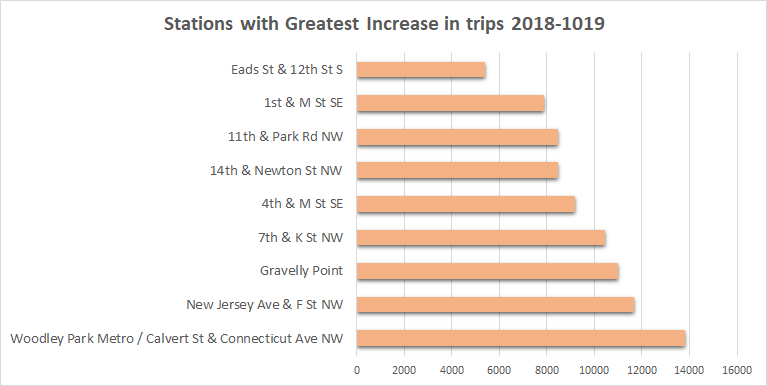 Stations with Greatest Increase in trips 2018-1019
Eads St & 12th St S
1st & M St SE
11th & Park Rd NW
14th & Newton St NW
4th & M St SE
7th & K St NW
Gravelly Point
New Jersey Ave & F St NW
Woodley Park Metro / Calvert St & Connecticut Ave NW
0 2000 4000 6000 8000 10000 12000 14000 16000